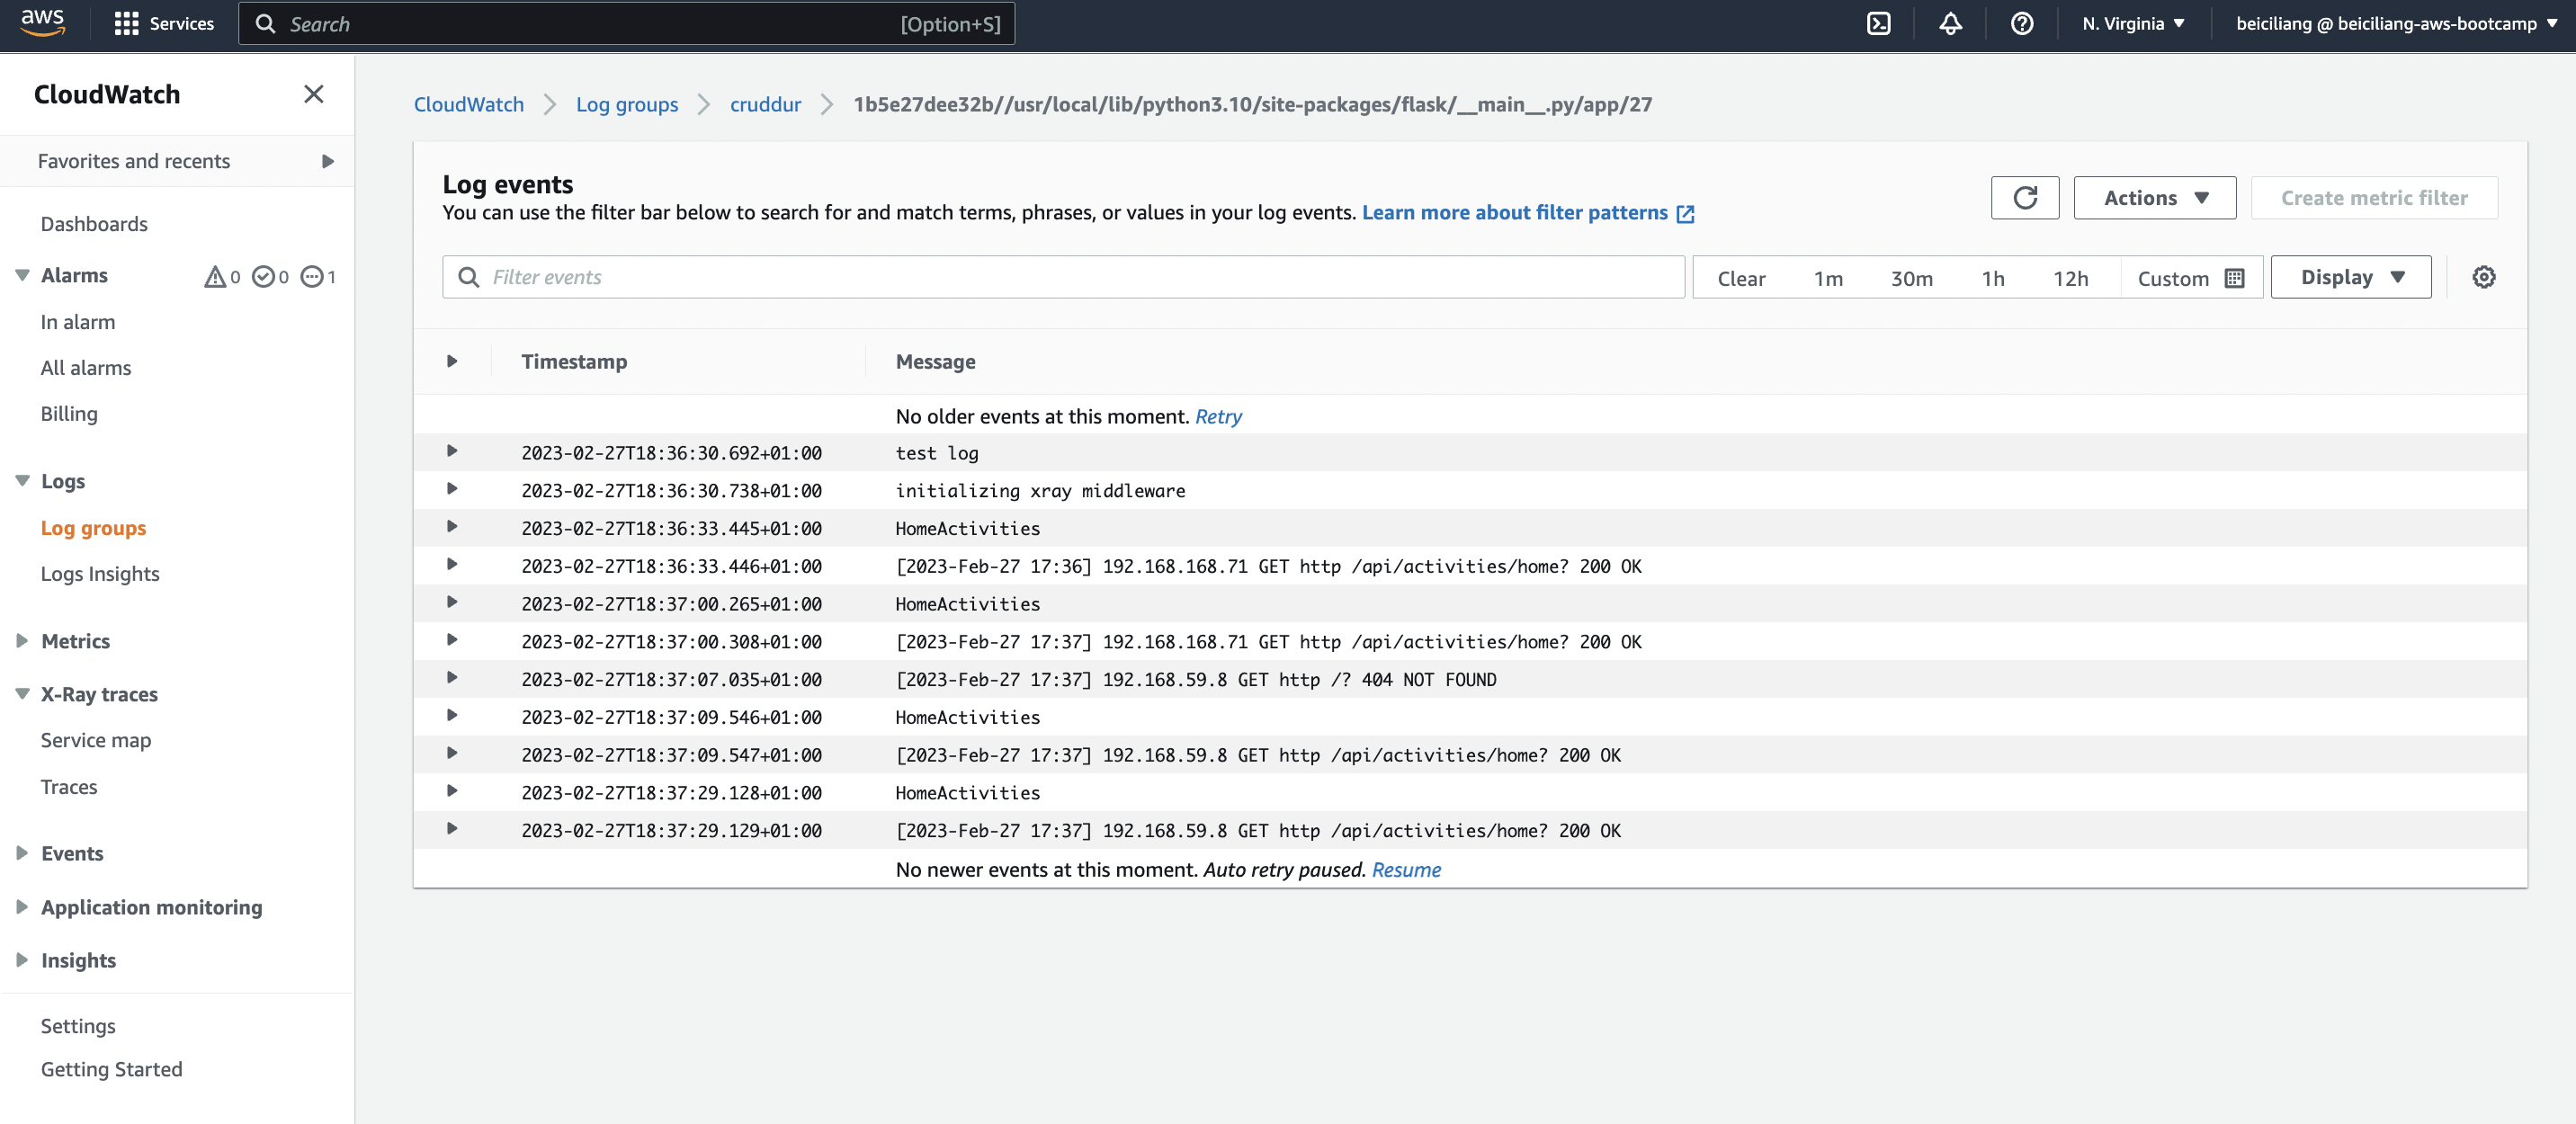 aws Services Search [Option+S] N. Virginia beiciliang @ beiciliang-aws-bootcamp
CloudWatch
Favorites and recents
Dashboards
Alarms 0 0 1
In alarm
All alarms
Billing
Logs
Log groups
Logs Insights
Metrics
X-Ray traces
Service map
Traces
Events
Application monitoring
Insights
Settings
Getting Started
CloudWatch Log groups cruddur 1b5e27dee32b//usr/local/lib/python3.10/site-packages/flask/__main__.py/app/27
Log events
You can use the filter bar below to search for and match terms, phrases, or values in your log events. Learn more about filter patterns
Actions Create metric filter
Filter events Clear 1m 30m 1h 12h Custom Display
Timestamp Message
No older events at this moment. Retry
2023-02-27T18:36:30.692+01:00 test log
2023-02-27T18:36:30.738+01:00 initializing xray middleware
2023-02-27T18:36:33.445+01:00 HomeActivities
2023-02-27T18:36:33.446+01:00 [2023-Feb-27 17:36] 192.168.168.71 GET http /api/activities/home? 200 OK
2023-02-27T18:37:00.265+01:00 HomeActivities
2023-02-27T18:37:00.308+01:00 [2023-Feb-27 17:37] 192.168.168.71 GET http /api/activities/home? 200 OK
2023-02-27T18:37:07.035+01:00 [2023-Feb-27 17:37] 192.168.59.8 GET http /? 404 NOT FOUND
2023-02-27T18:37:09.546+01:00 HomeActivities
2023-02-27T18:37:09.547+01:00 [2023-Feb-27 17:37] 192.168.59.8 GET http /api/activities/home? 200 OK
2023-02-27T18:37:29.128+01:00 HomeActivities
2023-02-27T18:37:29.129+01:00 [2023-Feb-27 17:37] 192.168.59.8 GET http /api/activities/home? 200 OK
No newer events at this moment. Auto retry paused. Resume